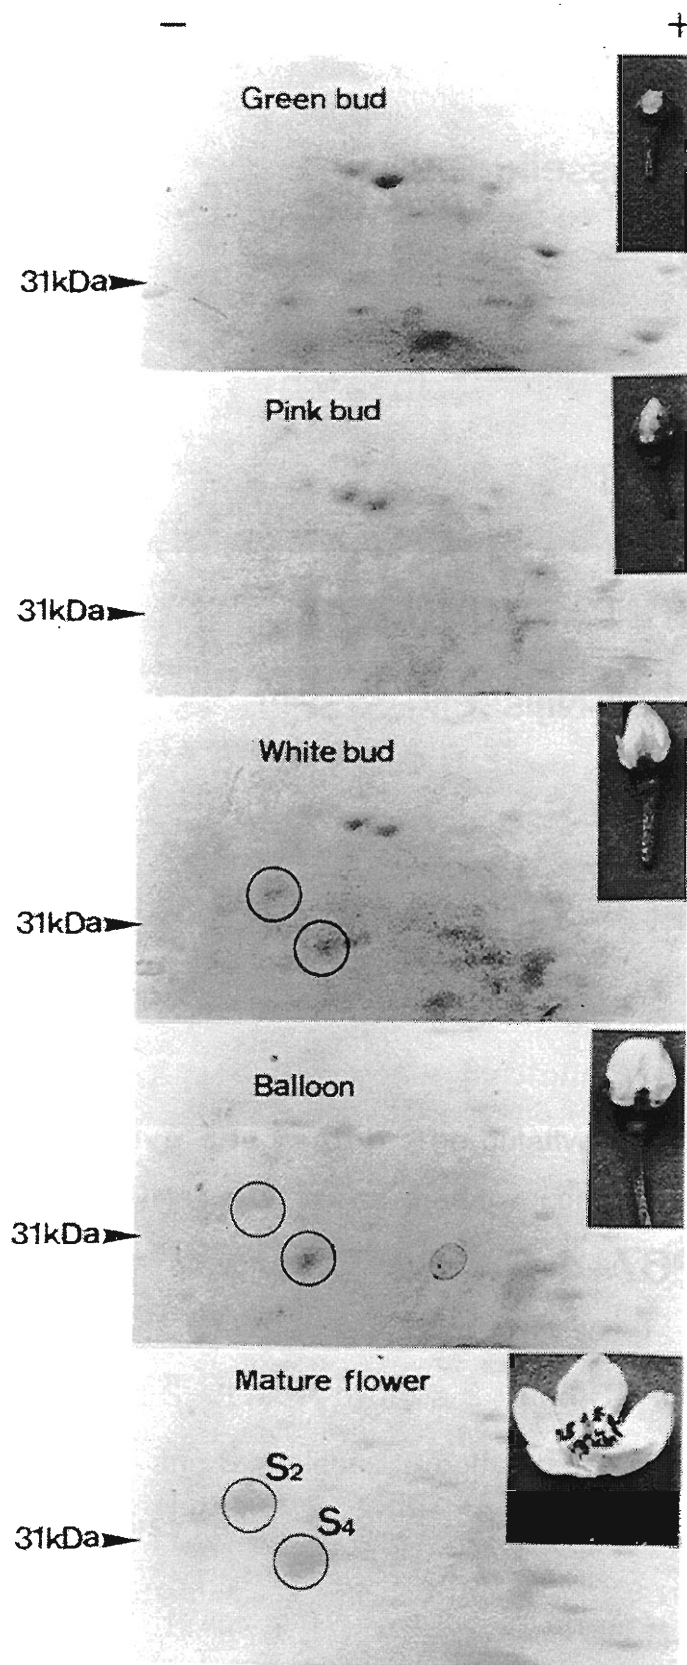 − +
Green bud
31kDa
Pink bud
31kDa
White bud
31kDa
Balloon
31kDa
Mature flower
S2
S4
31kDa